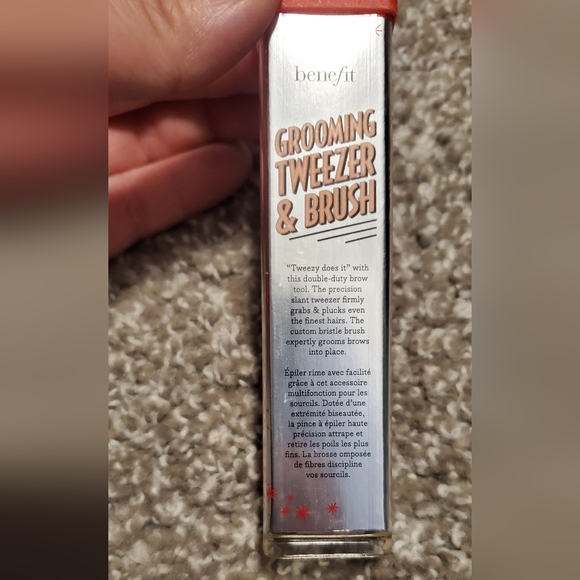 benefit
GROOMING
TWEEZER
& BRUSH
"Tweezy does it" with
this double-duty brow
tool. The precision
slant tweezer firmly
grabs & plucks even
the finest hairs. The
custom bristle brush
expertly grooms brows
into place.
Épiler rime avec facilité
grâce à cet accessoire
multifonction pour les
sourcils. Dotée d'une
extrémité biseautée,
la pince à épiler haute
précision attrape et
retire les poils les plus
fins. La brosse omposée
de fibres discipline
vos sourcils.